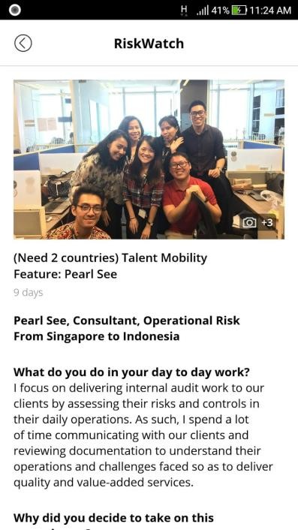 H 41% 11:24 AM
RiskWatch
+3
(Need 2 countries) Talent Mobility
Feature: Pearl See
9 days
Pearl See, Consultant, Operational Risk
From Singapore to Indonesia
What do you do in your day to day work?
I focus on delivering internal audit work to our
clients by assessing their risks and controls in
their daily operations. As such, I spend a lot
of time communicating with our clients and
reviewing documentation to understand their
operations and challenges faced so as to deliver
quality and value-added services.
Why did you decide to take on this